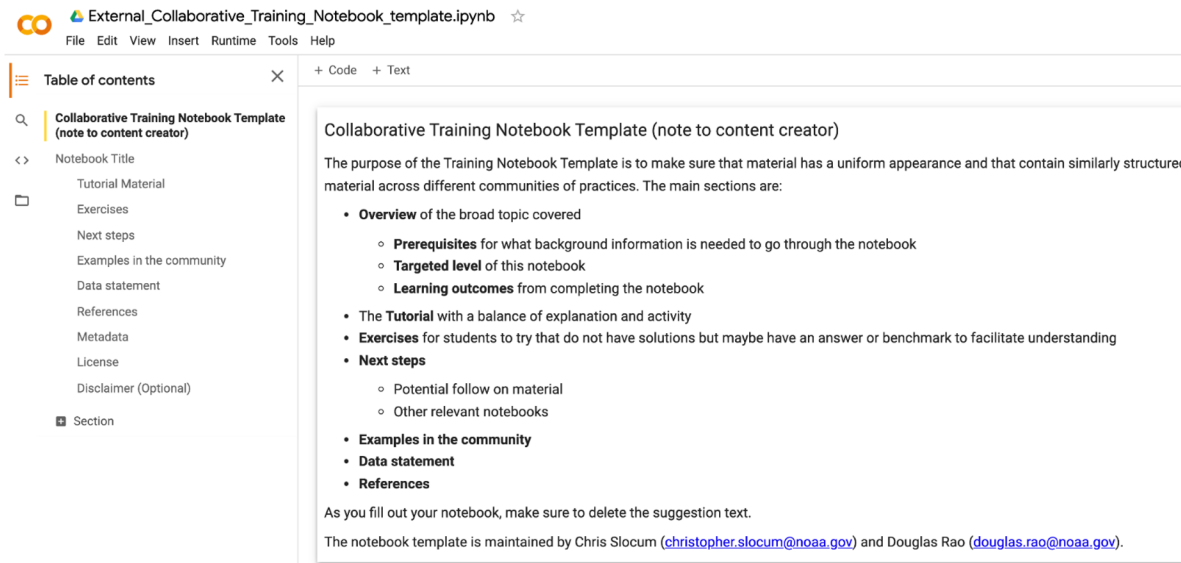 External_Collaborative_Training_Notebook_template.ipynb
File Edit View Insert Runtime Tools Help
Table of contents
Collaborative Training Notebook Template
(note to content creator)
Notebook Title
Tutorial Material
Exercises
Next steps
Examples in the community
Data statement
References
Metadata
License
Disclaimer (Optional)
Section
+ Code + Text
Collaborative Training Notebook Template (note to content creator)
The purpose of the Training Notebook Template is to make sure that material has a uniform appearance and that contain similarly structured
material across different communities of practices. The main sections are:
• Overview of the broad topic covered
◦ Prerequisites for what background information is needed to go through the notebook
◦ Targeted level of this notebook
◦ Learning outcomes from completing the notebook
• The Tutorial with a balance of explanation and activity
• Exercises for students to try that do not have solutions but maybe have an answer or benchmark to facilitate understanding
• Next steps
◦ Potential follow on material
◦ Other relevant notebooks
• Examples in the community
• Data statement
• References
As you fill out your notebook, make sure to delete the suggestion text.
The notebook template is maintained by Chris Slocum (christopher.slocum@noaa.gov) and Douglas Rao (douglas.rao@noaa.gov).